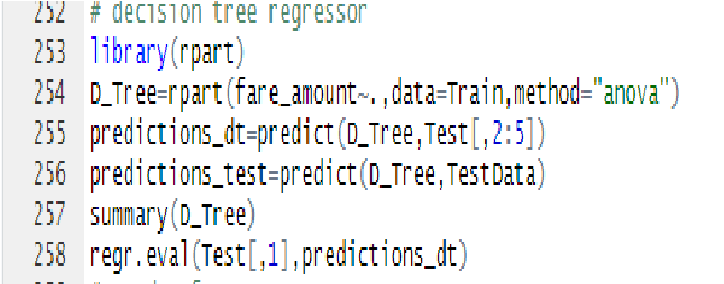 252 # decision tree regressor
253 library(rpart)
254 D_Tree=rpart(fare_amount~.,data=Train,method="anova")
255 predictions_dt=predict(D_Tree,Test[,2:5])
256 predictions_test=predict(D_Tree,TestData)
257 summary(D_Tree)
258 regr.eval(Test[,1],predictions_dt)